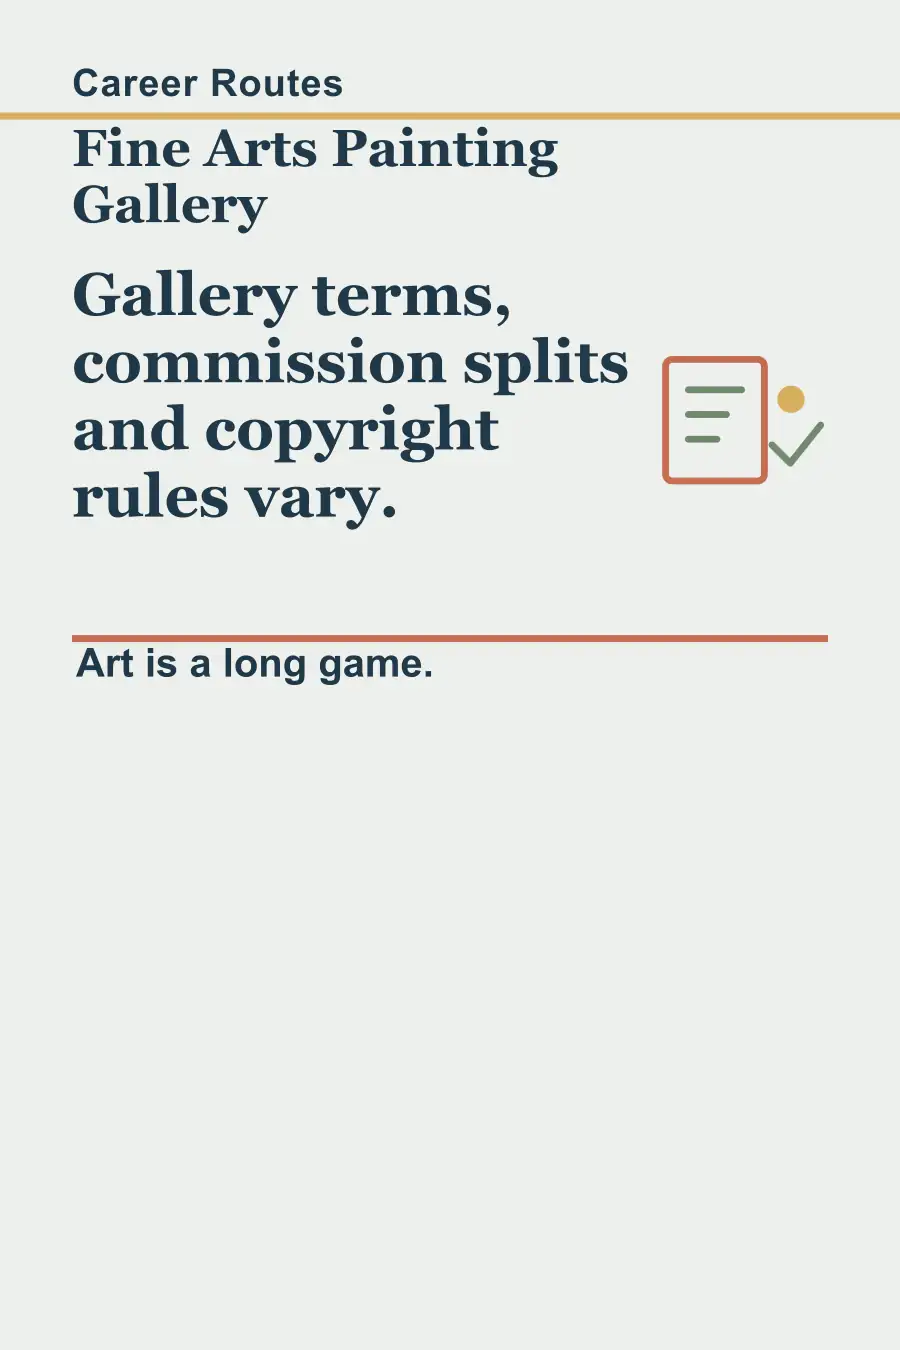 Career Routes
Fine Arts Painting
Gallery
Gallery terms,
commission splits
and copyright
rules vary.
Art is a long game.